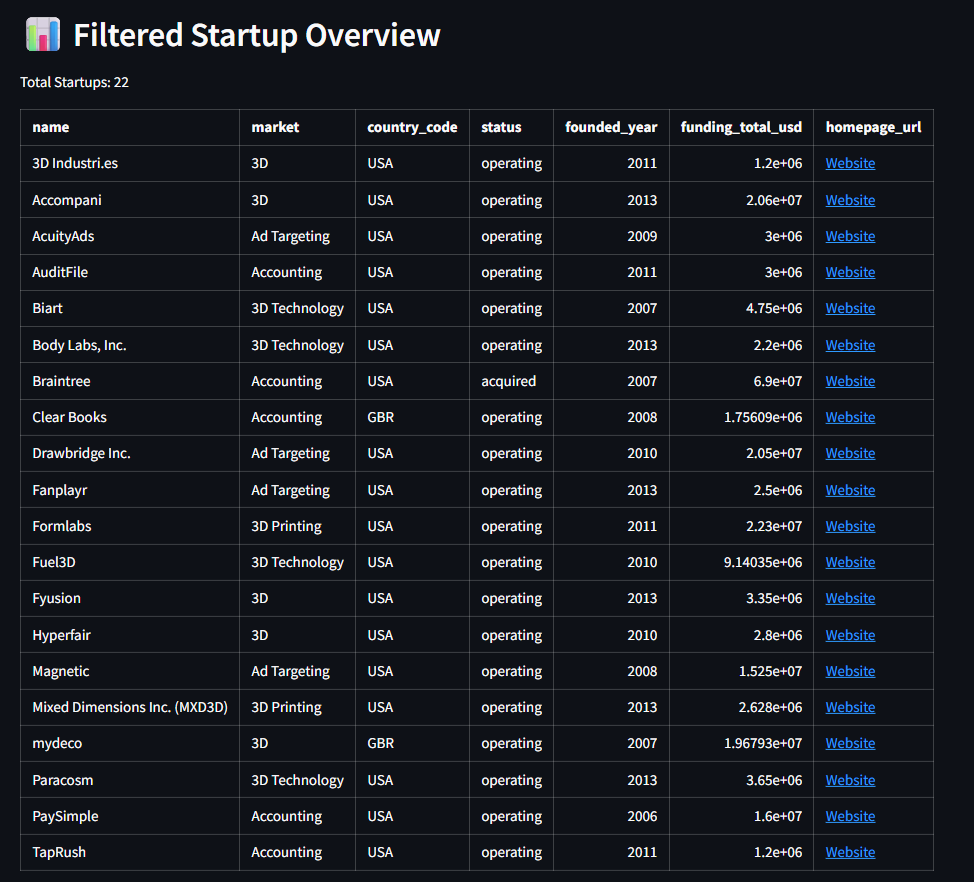 Filtered Startup Overview
Total Startups: 22
name market country_code status founded_year funding_total_usd homepage_url
3D Industri.es 3D USA operating 2011 1.2e+06 Website
Accompani 3D USA operating 2013 2.06e+07 Website
AcuityAds Ad Targeting USA operating 2009 3e+06 Website
AuditFile Accounting USA operating 2011 3e+06 Website
Biart 3D Technology USA operating 2007 4.75e+06 Website
Body Labs, Inc. 3D Technology USA operating 2013 2.2e+06 Website
Braintree Accounting USA acquired 2007 6.9e+07 Website
Clear Books Accounting GBR operating 2008 1.75609e+06 Website
Drawbridge Inc. Ad Targeting USA operating 2010 2.05e+07 Website
Fanplayr Ad Targeting USA operating 2013 2.5e+06 Website
Formlabs 3D Printing USA operating 2011 2.23e+07 Website
Fuel3D 3D Technology USA operating 2010 9.14035e+06 Website
Fyusion 3D USA operating 2013 3.35e+06 Website
Hyperfair 3D USA operating 2010 2.8e+06 Website
Magnetic Ad Targeting USA operating 2008 1.525e+07 Website
Mixed Dimensions Inc. (MXD3D) 3D Printing USA operating 2013 2.628e+06 Website
mydeco 3D GBR operating 2007 1.96793e+07 Website
Paracosm 3D Technology USA operating 2013 3.65e+06 Website
PaySimple Accounting USA operating 2006 1.6e+07 Website
TapRush Accounting USA operating 2011 1.2e+06 Website